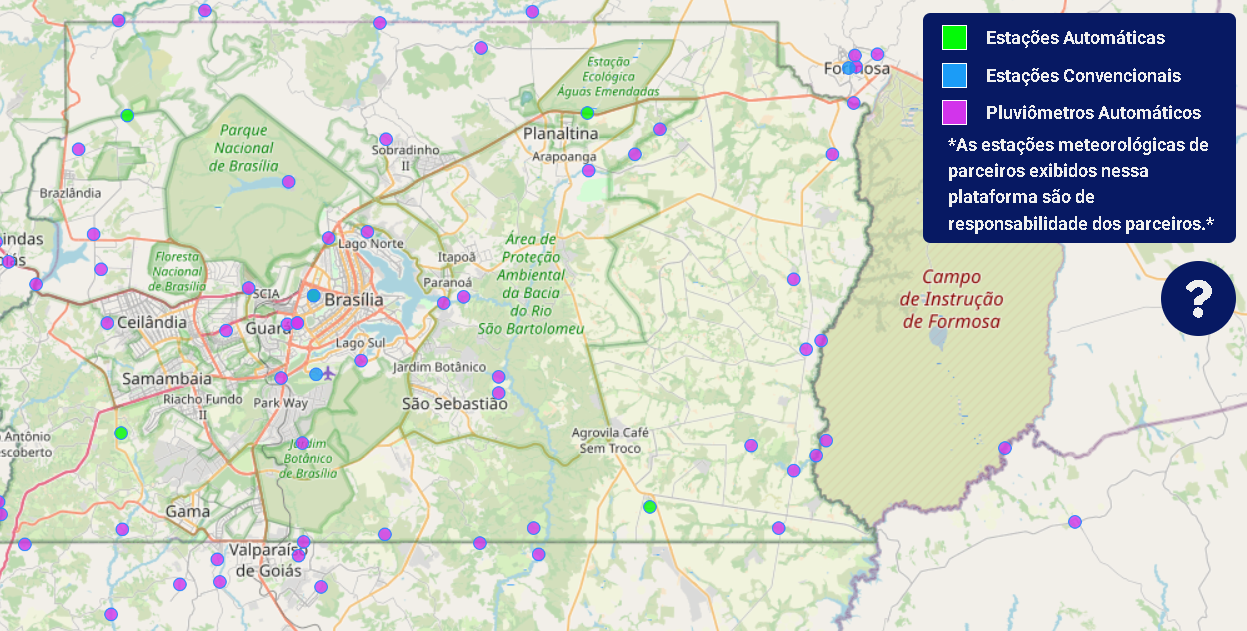 Estações Automáticas
Estações Convencionais
Pluviômetros Automáticos
*As estações meteorológicas de
parceiros exibidos nessa
plataforma são de
responsabilidade dos parceiros.*
?
Estação
Ecológica
Águas Emendadas
Formosa
Parque
Nacional
de Brasília
Planaltina
Arapoanga
Sobradinho
II
Brazlândia
Lago Norte
indas
iás
Floresta
Nacional
de Brasília
Itapoã
Paranoá
Área de
Proteção
Ambiental
da Bacia
do Rio
São Bartolomeu
Campo
de Instrução
de Formosa
SCIA
Brasília
Ceilândia
Guará
Lago Sul
Jardim Botânico
Samambaia
Riacho Fundo
II
Park Way
São Sebastião
Antônio
escoberto
Jardim
Botânico
de Brasília
Agrovila Café
Sem Troco
Gama
Valparaíso
de Goiás